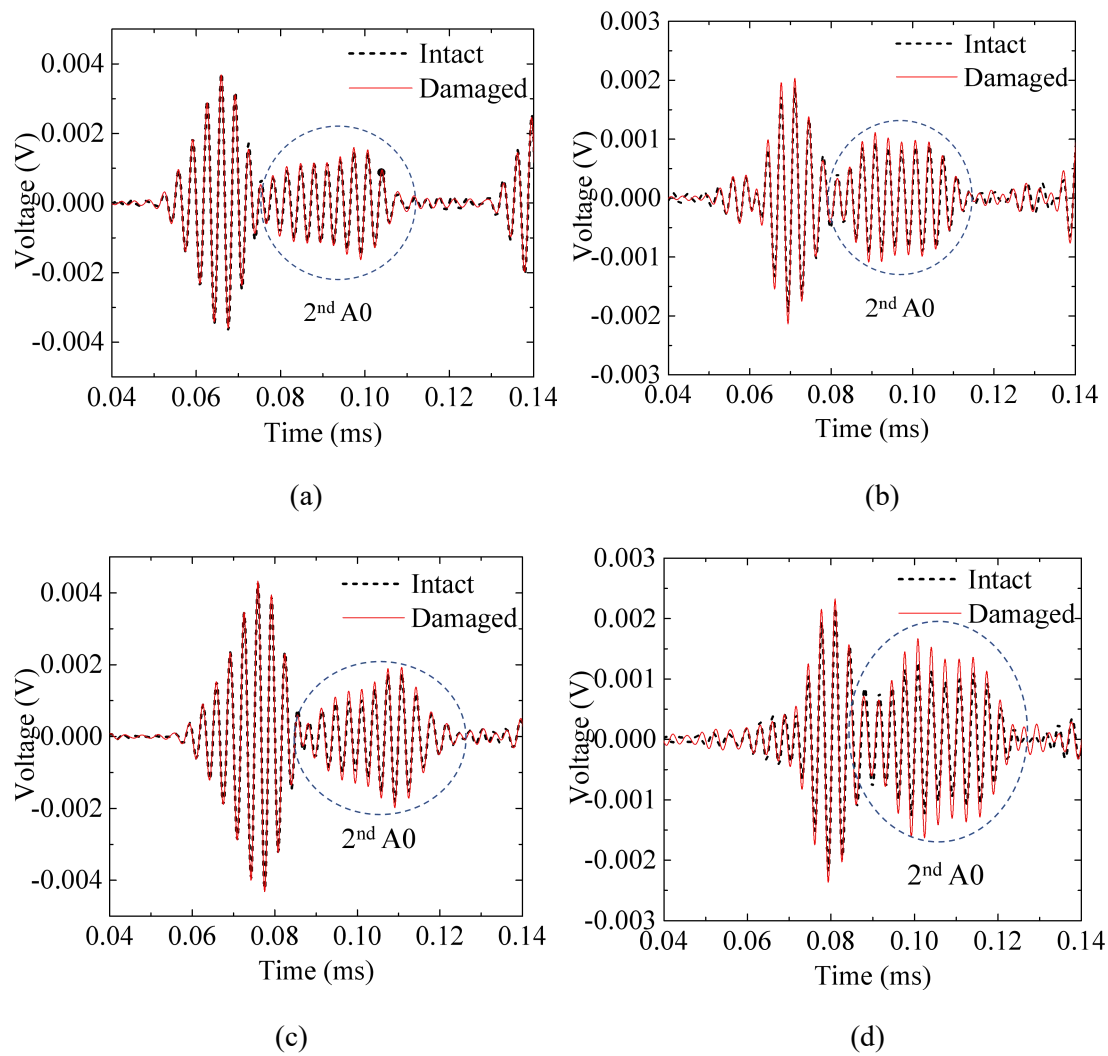 Intact
Damaged
0.004
0.002
0.000
-0.002
-0.004
Voltage (V)
2nd A0
0.04 0.06 0.08 0.10 0.12 0.14
Time (ms)
(a)
Intact
Damaged
0.003
0.002
0.001
0.000
-0.001
-0.002
-0.003
Voltage (V)
2nd A0
0.04 0.06 0.08 0.10 0.12 0.14
Time (ms)
(b)
Intact
Damaged
0.004
0.002
0.000
-0.002
-0.004
Voltage (V)
2nd A0
0.04 0.06 0.08 0.10 0.12 0.14
Time (ms)
(c)
Intact
Damaged
0.003
0.002
0.001
0.000
-0.001
-0.002
-0.003
Voltage (V)
2nd A0
0.04 0.06 0.08 0.10 0.12 0.14
Time (ms)
(d)